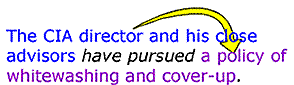 The CIA director and his close
advisors have pursued a policy of
whitewashing and cover-up.